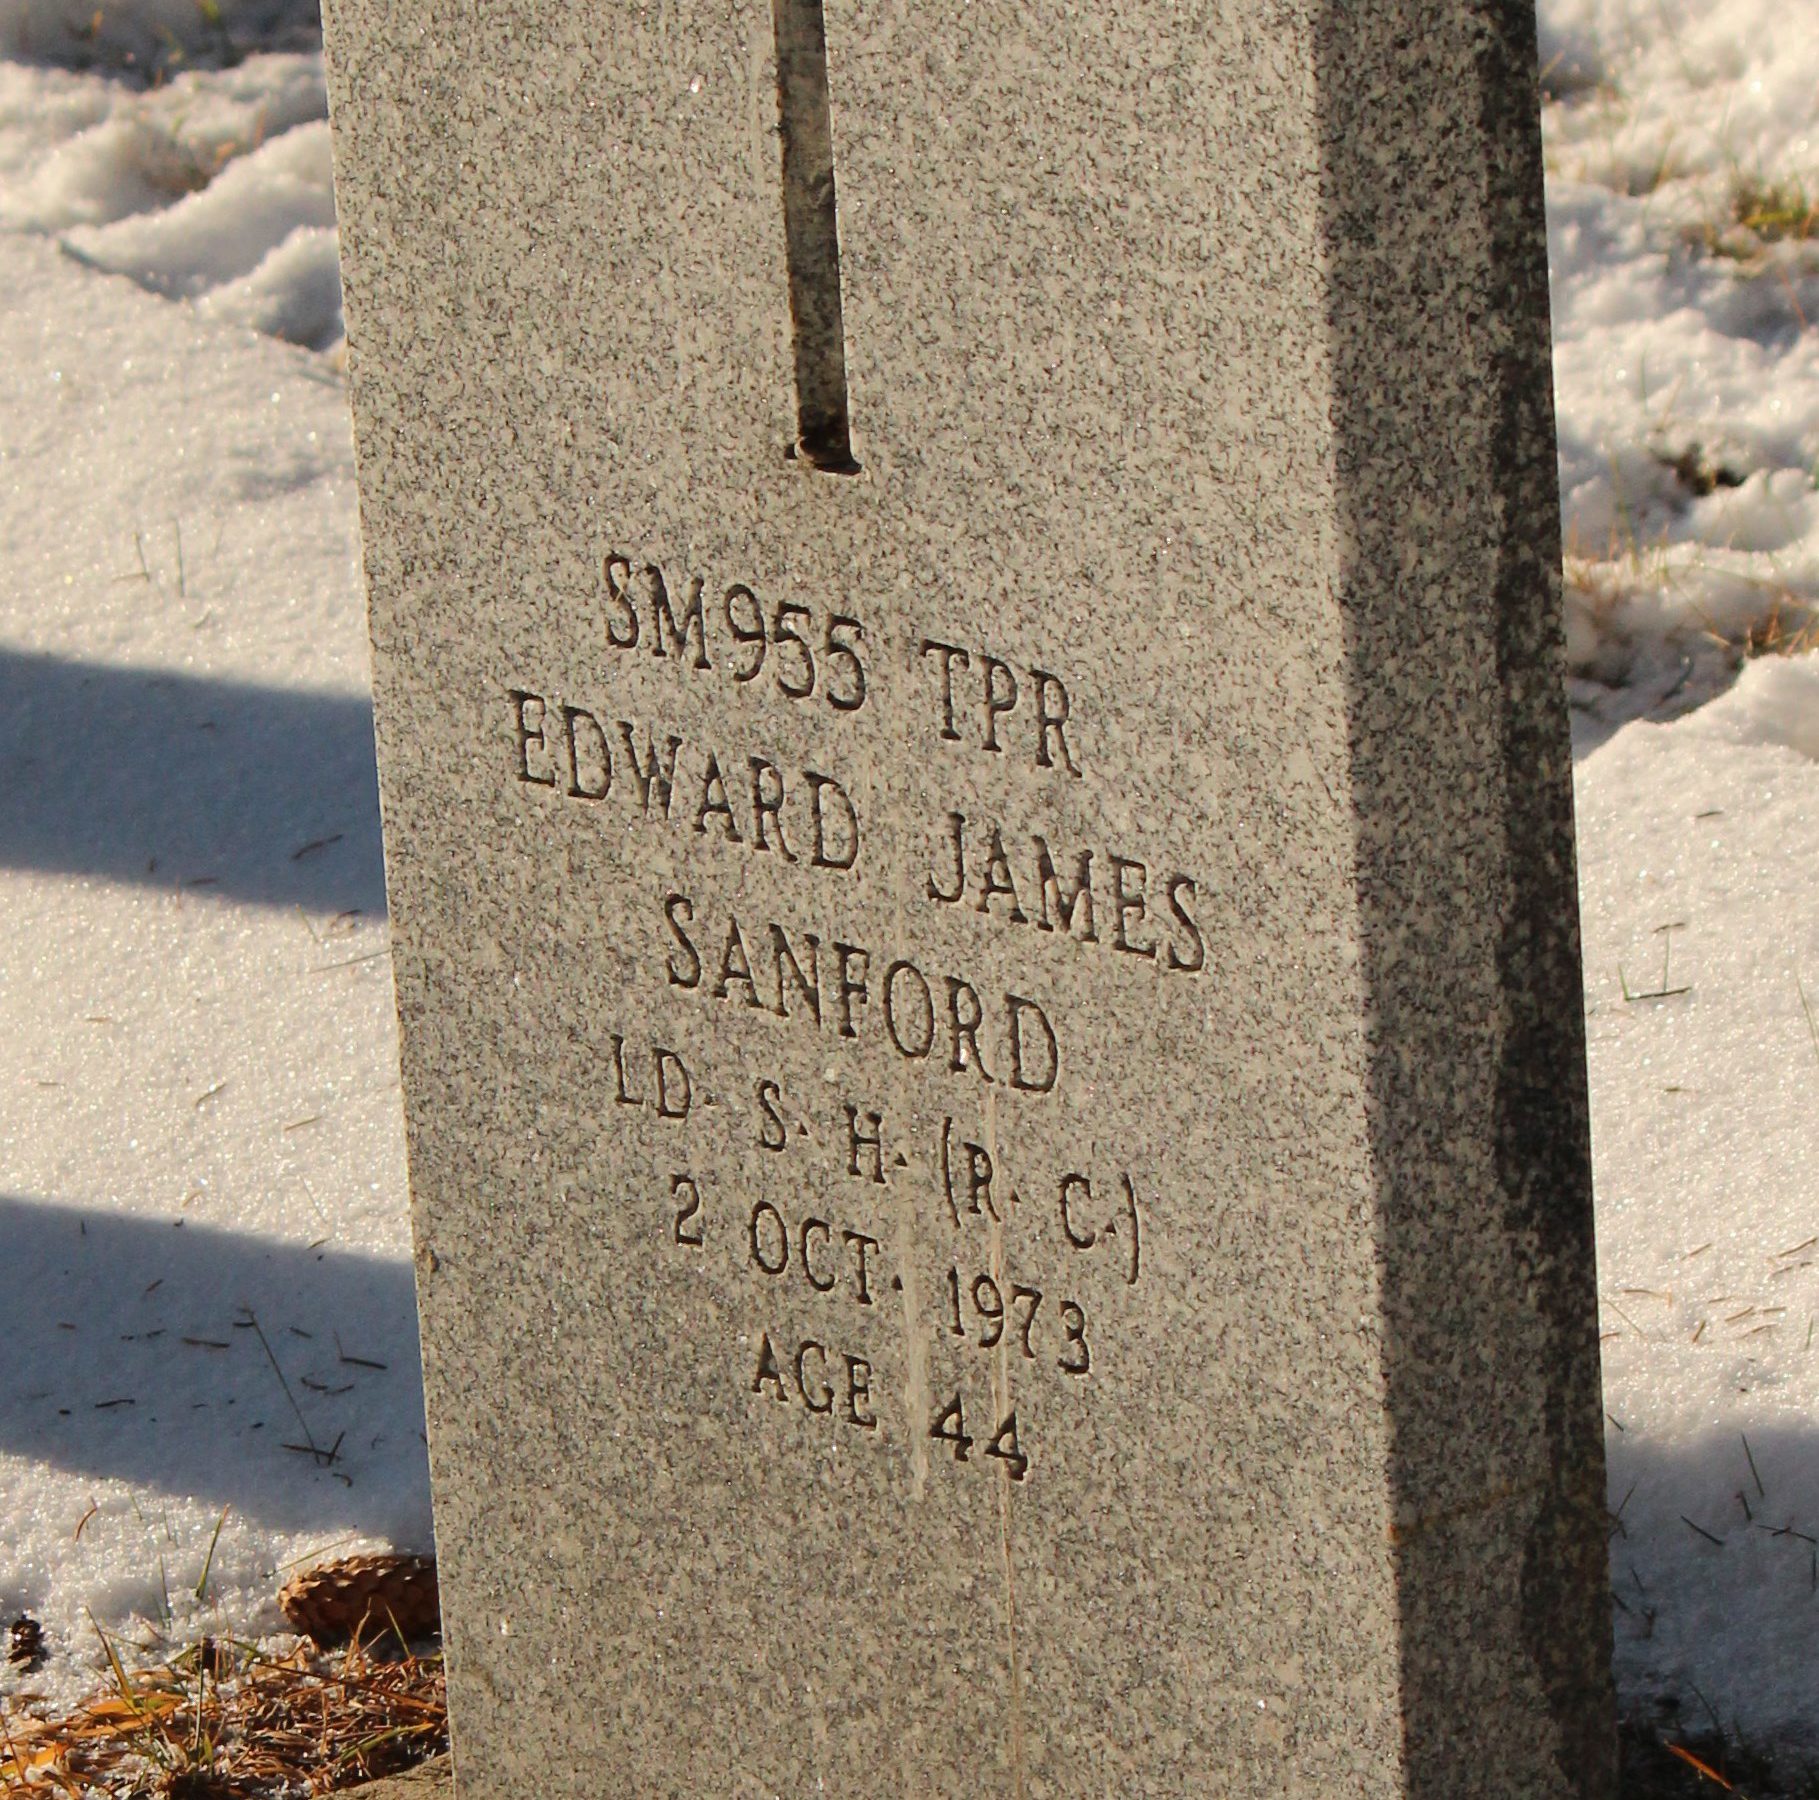 SM955 TPR
EDWARD JAMES
SANFORD
LD. S. H. (R. C.)
2 OCT. 1973
AGE 44